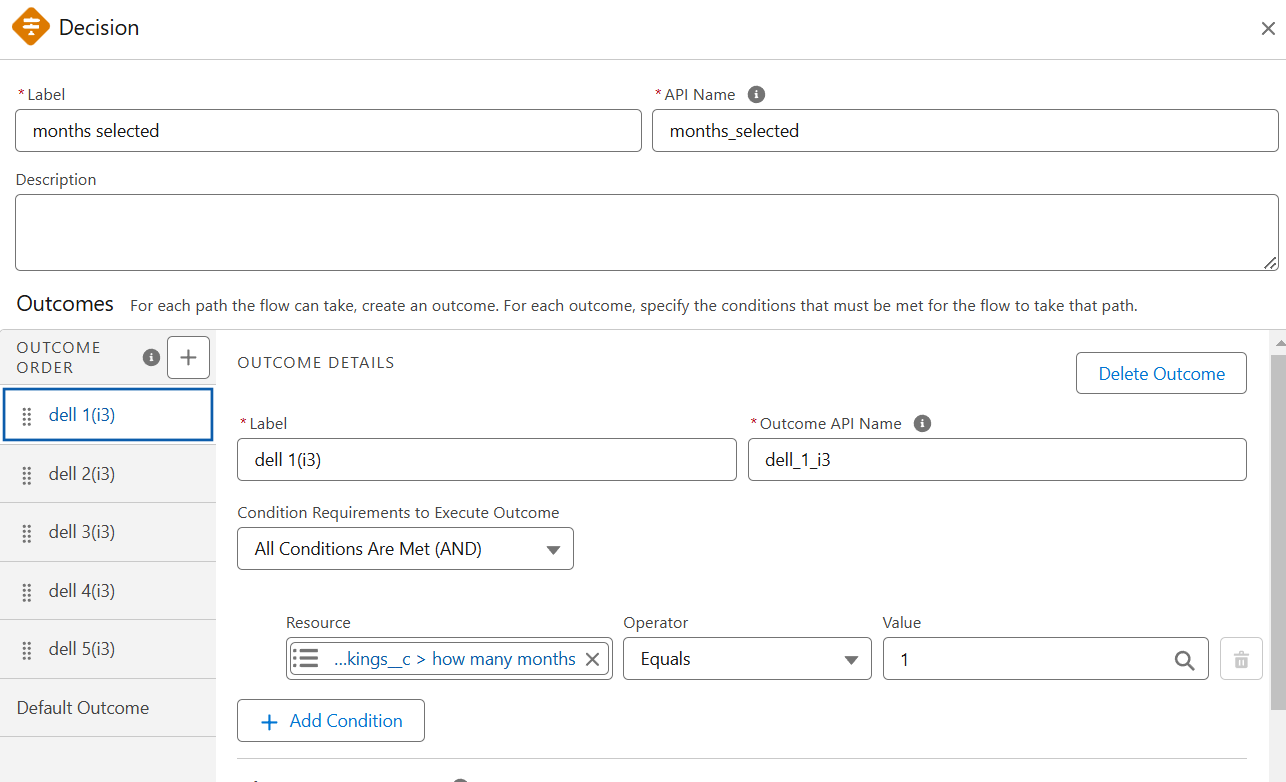 Decision
* Label
* API Name
months selected
months_selected
Description
Outcomes For each path the flow can take, create an outcome. For each outcome, specify the conditions that must be met for the flow to take that path.
OUTCOME ORDER
OUTCOME DETAILS
Delete Outcome
dell 1(i3)
dell 2(i3)
dell 3(i3)
dell 4(i3)
dell 5(i3)
Default Outcome
* Label
* Outcome API Name
dell 1(i3)
dell_1_i3
Condition Requirements to Execute Outcome
All Conditions Are Met (AND)
Resource
Operator
Value
...kings__c > how many months
Equals
1
Add Condition